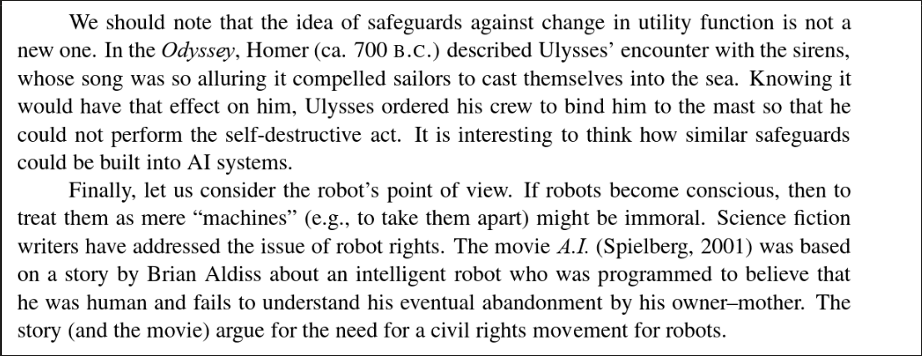 We should note that the idea of safeguards against change in utility function is not a
new one. In the Odyssey, Homer (ca. 700 B.C.) described Ulysses' encounter with the sirens,
whose song was so alluring it compelled sailors to cast themselves into the sea. Knowing it
would have that effect on him, Ulysses ordered his crew to bind him to the mast so that he
could not perform the self-destructive act. It is interesting to think how similar safeguards
could be built into AI systems.
Finally, let us consider the robot's point of view. If robots become conscious, then to
treat them as mere “machines” (e.g., to take them apart) might be immoral. Science fiction
writers have addressed the issue of robot rights. The movie A.I. (Spielberg, 2001) was based
on a story by Brian Aldiss about an intelligent robot who was programmed to believe that
he was human and fails to understand his eventual abandonment by his owner–mother. The
story (and the movie) argue for the need for a civil rights movement for robots.